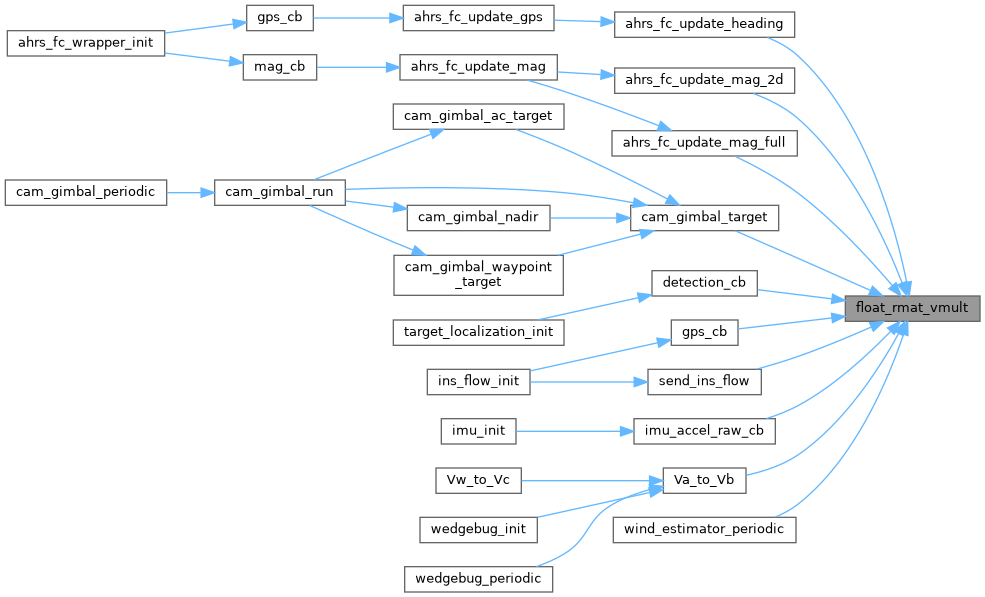 gps_cb
ahrs_fc_update_gps
ahrs_fc_update_heading
ahrs_fc_wrapper_init
mag_cb
ahrs_fc_update_mag
ahrs_fc_update_mag_2d
cam_gimbal_ac_target
ahrs_fc_update_mag_full
cam_gimbal_periodic
cam_gimbal_run
cam_gimbal_nadir
cam_gimbal_target
cam_gimbal_waypoint
_target
detection_cb
float_rmat_vmult
target_localization_init
gps_cb
ins_flow_init
send_ins_flow
imu_init
imu_accel_raw_cb
Vw_to_Vc
Va_to_Vb
wedgebug_init
wind_estimator_periodic
wedgebug_periodic